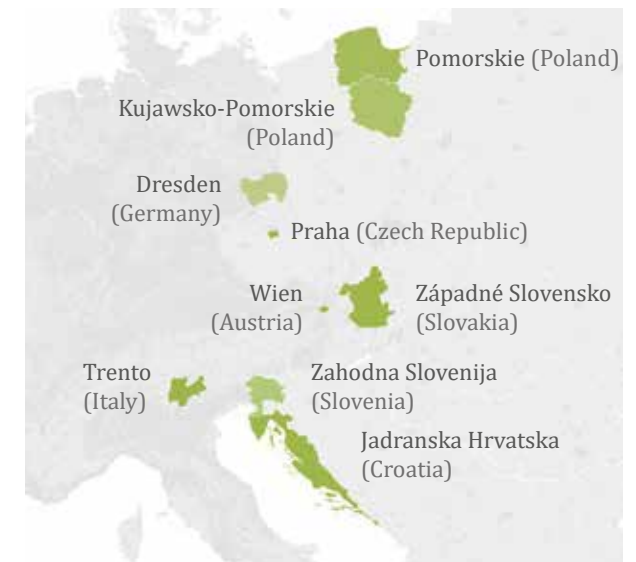 Pomorskie (Poland)
Kujawsko-Pomorskie
(Poland)
Dresden
(Germany)
Praha (Czech Republic)
Wien
(Austria)
Západné Slovensko
(Slovakia)
Trento
(Italy)
Zahodna Slovenija
(Slovenia)
Jadranska Hrvatska
(Croatia)